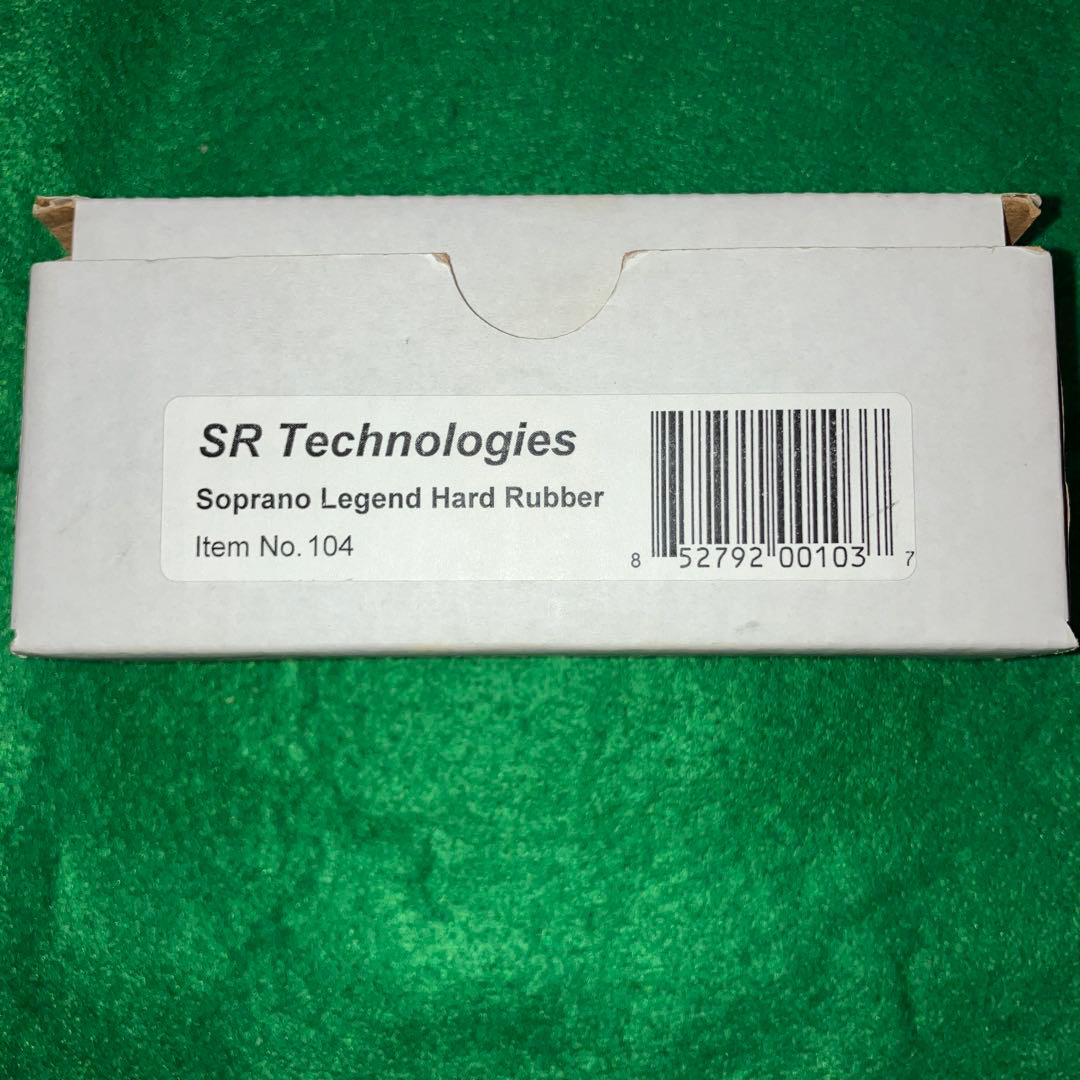 SR Technologies
Soprano Legend Hard Rubber
Item No. 104
8 52792 00103 7